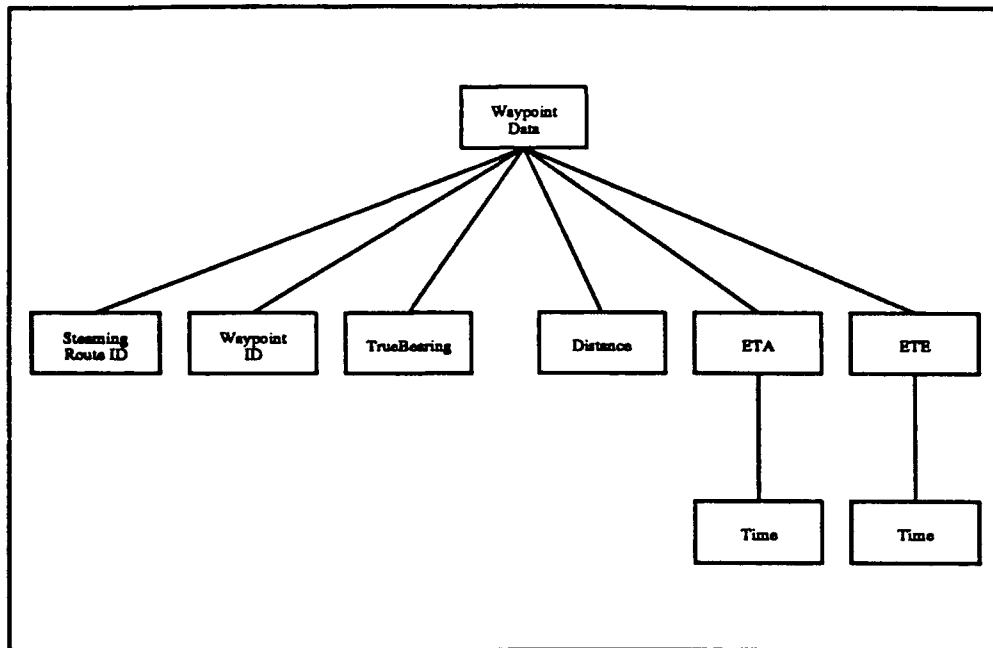 Waypoint
Data
Steaming
Route ID
Waypoint
ID
TrueBearing
Distance
ETA
ETE
Time
Time